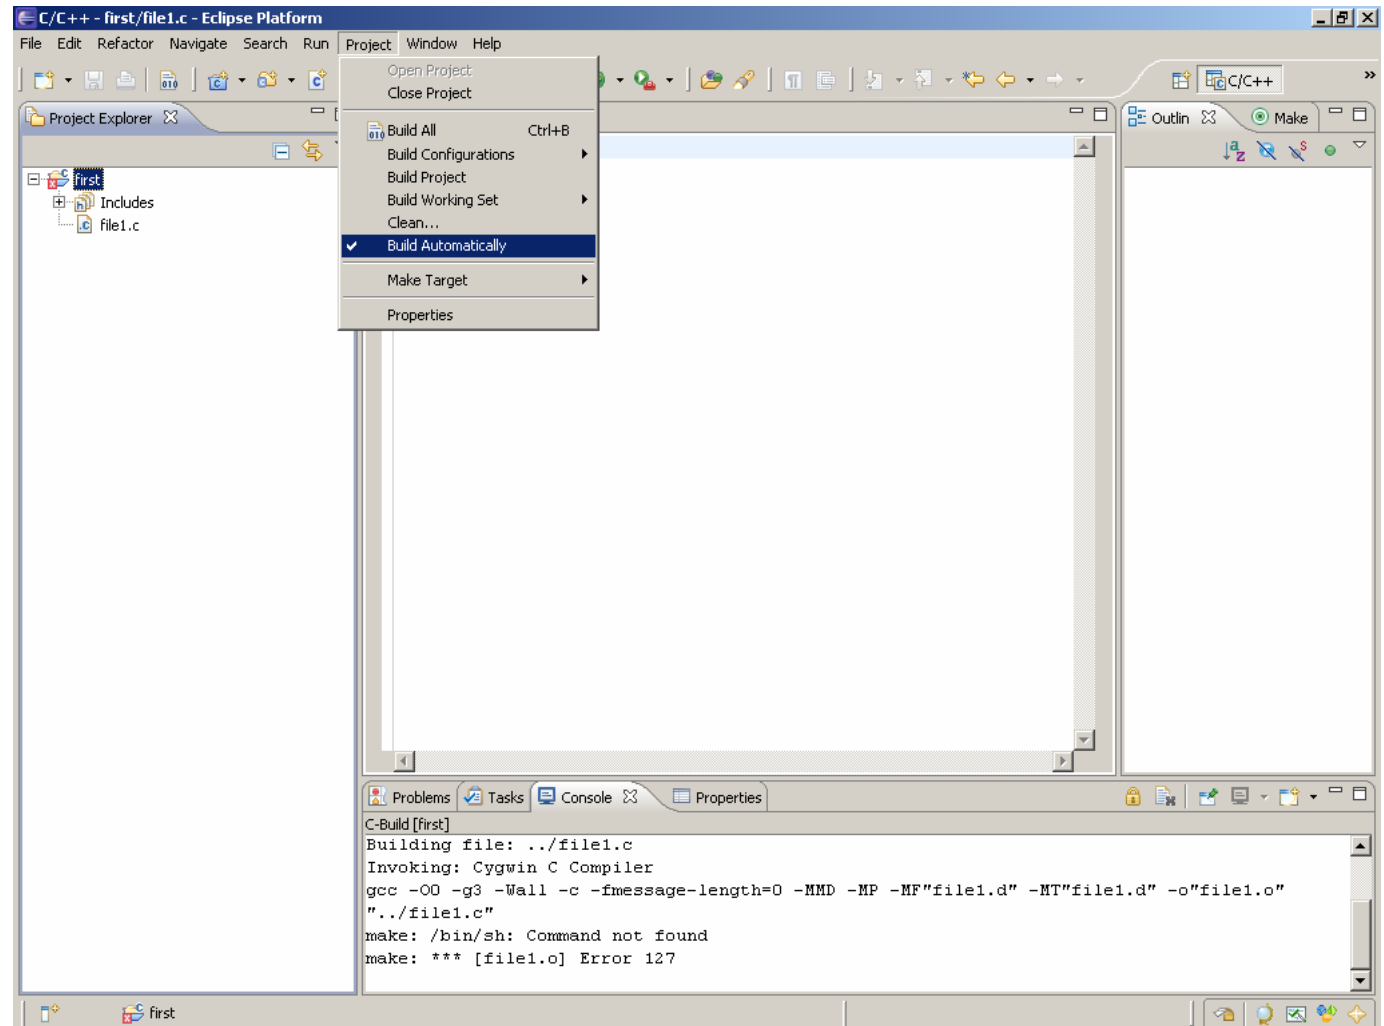 C/C++ - first/file1.c - Eclipse Platform
File Edit Refactor Navigate Search Run Project Window Help
C/C++
Open Project
Close Project
Build All Ctrl+B
Build Configurations
Build Project
Build Working Set
Clean...
Build Automatically
Make Target
Properties
Project Explorer
first
Includes
file1.c
Outlin Make
Problems Tasks Console Properties
C-Build [first]
Building file: ../file1.c
Invoking: Cygwin C Compiler
gcc -O0 -g3 -Wall -c -fmessage-length=0 -MMD -MP -MF"file1.d" -MT"file1.d" -o"file1.o"
"../file1.c"
make: /bin/sh: Command not found
make: *** [file1.o] Error 127
first